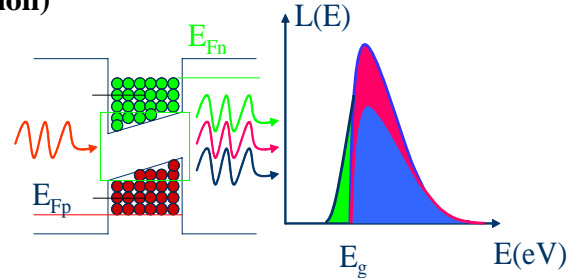 ion)
E_Fn
L(E)
E_Fp
E_g
E(eV)